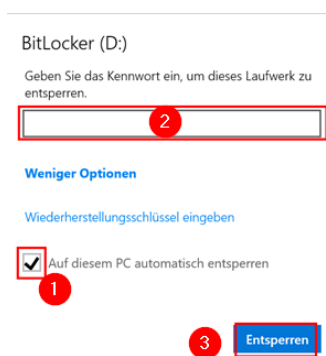 BitLocker (D:)
Geben Sie das Kennwort ein, um dieses Laufwerk zu
entsperren.
2
Weniger Optionen
Wiederherstellungsschlüssel eingeben
Auf diesem PC automatisch entsperren
1
3 Entsperren